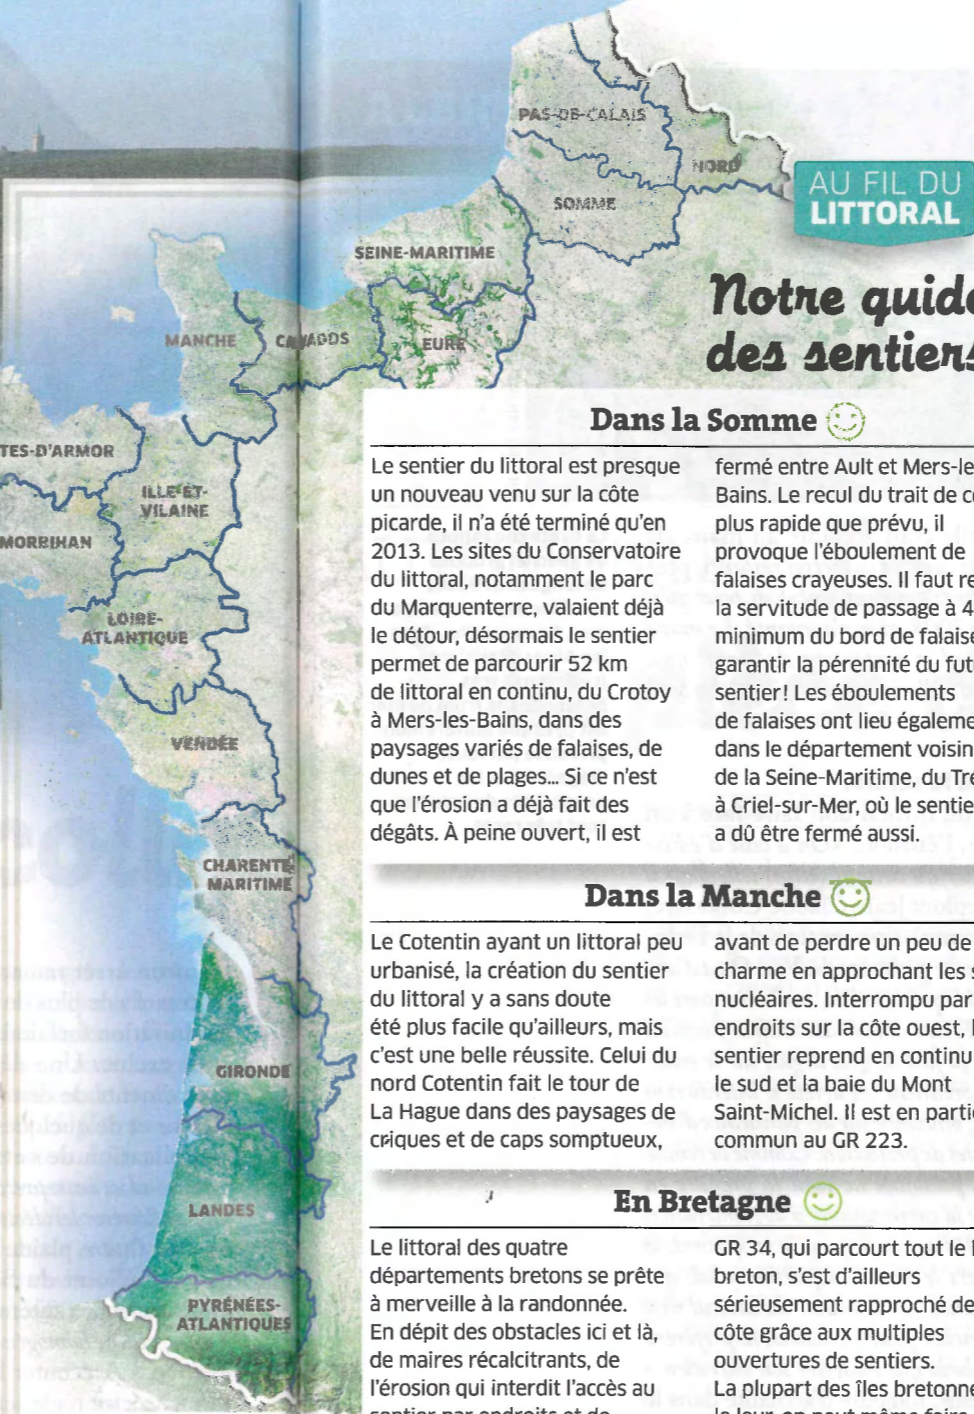 PAS-DE-CALAIS
NORD
SOMME
SEINE-MARITIME
MANCHE
CALVADOS
EURE
TES-D'ARMOR
ILLE-ET-
VILAINE
MORBIHAN
LOIRE-
ATLANTIQUE
VENDÉE
CHARENTE
MARITIME
GIRONDE
LANDES
PYRÉNÉES-
ATLANTIQUES
AU FIL DU
LITTORAL
Notre guide
des sentiers
Dans la Somme
Le sentier du littoral est presque
un nouveau venu sur la côte
picarde, il n'a été terminé qu'en
2013. Les sites du Conservatoire
du littoral, notamment le parc
du Marquenterre, valaient déjà
le détour, désormais le sentier
permet de parcourir 52 km
de littoral en continu, du Crotoy
à Mers-les-Bains, dans des
paysages variés de falaises, de
dunes et de plages... Si ce n'est
que l'érosion a déjà fait des
dégâts. À peine ouvert, il est
fermé entre Ault et Mers-le
Bains. Le recul du trait de c
plus rapide que prévu, il
provoque l'éboulement de
falaises crayeuses. Il faut re
la servitude de passage à 4
minimum du bord de falaise
garantir la pérennité du fut
sentier! Les éboulements
de falaises ont lieu égaleme
dans le département voisin
de la Seine-Maritime, du Tré
à Criel-sur-Mer, où le sentie
a dû être fermé aussi.
Dans la Manche
Le Cotentin ayant un littoral peu
urbanisé, la création du sentier
du littoral y a sans doute
été plus facile qu'ailleurs, mais
c'est une belle réussite. Celui du
nord Cotentin fait le tour de
La Hague dans des paysages de
criques et de caps somptueux,
avant de perdre un peu de
charme en approchant les s
nucléaires. Interrompu par
endroits sur la côte ouest, l
sentier reprend en continu
le sud et la baie du Mont
Saint-Michel. Il est en partie
commun au GR 223.
En Bretagne
Le littoral des quatre
départements bretons se prête
à merveille à la randonnée.
En dépit des obstacles ici et là,
de maires récalcitrants, de
l'érosion qui interdit l'accès au
sentier par endroits et de
GR 34, qui parcourt tout le l
breton, s'est d'ailleurs
sérieusement rapproché de
côte grâce aux multiples
ouvertures de sentiers.
La plupart des îles bretonne
le leur, on peut même faire